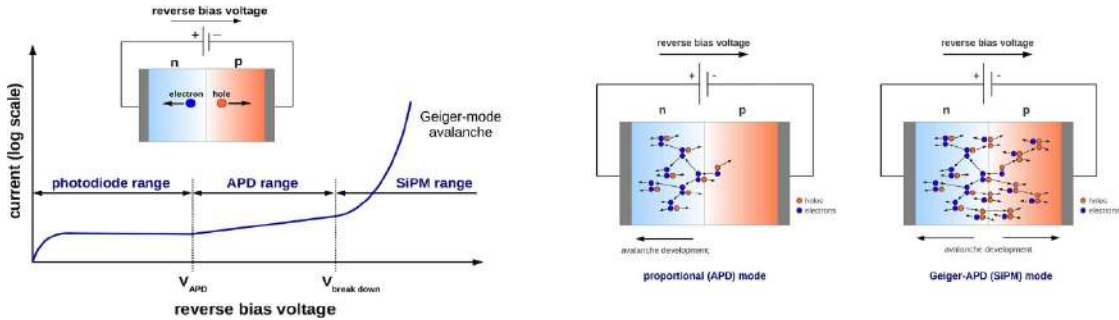 reverse bias voltage
+ −
n p
electron hole
current (log scale)
Geiger-mode
avalanche
photodiode range
APD range
SiPM range
V APD
V break down
reverse bias voltage
reverse bias voltage
+ -
n p
holes
electrons
avalanche development
proportional (APD) mode
reverse bias voltage
+ -
n p
holes
electrons
avalanche development
Geiger-APD (SiPM) mode